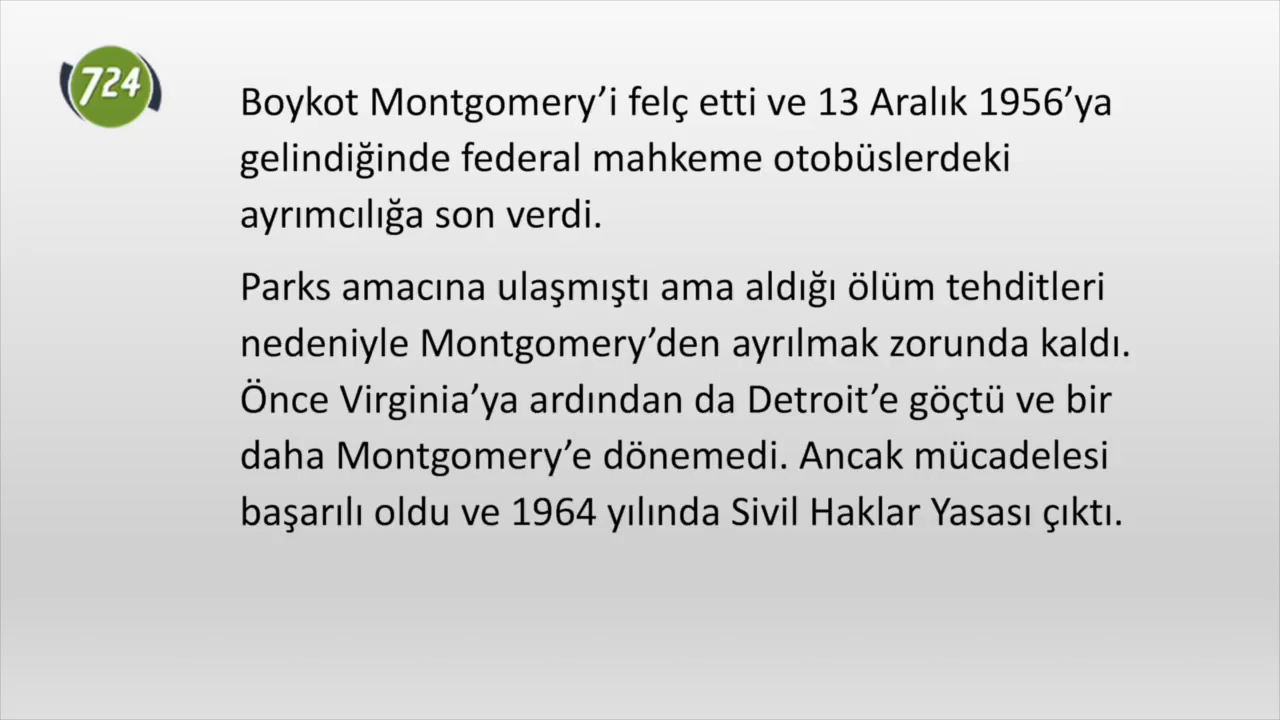 724
Boykot Montgomery’i felç etti ve 13 Aralık 1956’ya
gelindiğinde federal mahkeme otobüslerdeki
ayrımcılığa son verdi.
Parks amacına ulaşmıştı ama aldığı ölüm tehditleri
nedeniyle Montgomery’den ayrılmak zorunda kaldı.
Önce Virginia’ya ardından da Detroit’e göçtü ve bir
daha Montgomery’e dönemedi. Ancak mücadelesi
başarılı oldu ve 1964 yılında Sivil Haklar Yasası çıktı.